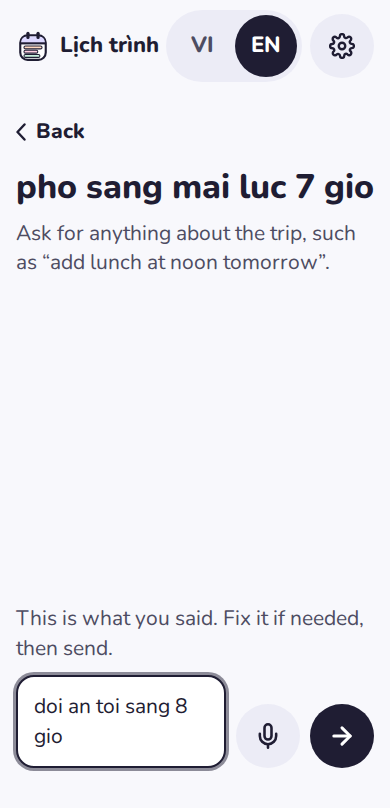 Lịch trình VI EN
Back
pho sang mai luc 7 gio
Ask for anything about the trip, such
as “add lunch at noon tomorrow”.
This is what you said. Fix it if needed,
then send.
doi an toi sang 8
gio